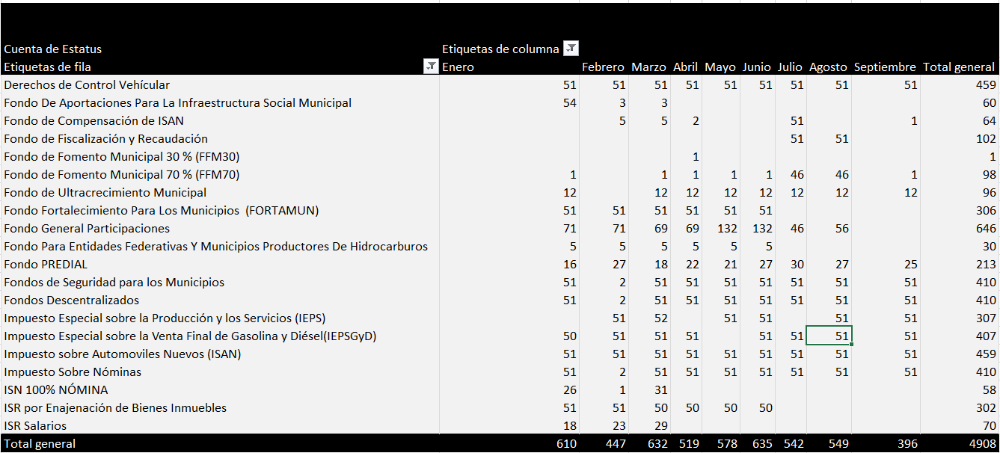 Cuenta de Estatus Etiquetas de columna
Etiquetas de fila Enero Febrero Marzo Abril Mayo Junio Julio Agosto Septiembre Total general
Derechos de Control Vehícular 51 51 51 51 51 51 51 51 51 459
Fondo De Aportaciones Para La Infraestructura Social Municipal 54 3 3 60
Fondo de Compensación de ISAN 5 5 2 51 1 64
Fondo de Fiscalización y Recaudación 51 51 102
Fondo de Fomento Municipal 30 % (FFM30) 1 1
Fondo de Fomento Municipal 70 % (FFM70) 1 1 1 1 1 46 46 1 98
Fondo de Ultracrecimiento Municipal 12 12 12 12 12 12 12 12 96
Fondo Fortalecimiento Para Los Municipios  (FORTAMUN) 51 51 51 51 51 51 306
Fondo General Participaciones 71 71 69 69 132 132 46 56 646
Fondo Para Entidades Federativas Y Municipios Productores De Hidrocarburos 5 5 5 5 5 5 30
Fondo PREDIAL 16 27 18 22 21 27 30 27 25 213
Fondos de Seguridad para los Municipios 51 2 51 51 51 51 51 51 51 410
Fondos Descentralizados 51 2 51 51 51 51 51 51 51 410
Impuesto Especial sobre la Producción y los Servicios (IEPS) 51 52 51 51 51 51 307
Impuesto Especial sobre la Venta Final de Gasolina y Diésel(IEPSGyD) 50 51 51 51 51 51 51 51 407
Impuesto sobre Automoviles Nuevos (ISAN) 51 51 51 51 51 51 51 51 51 459
Impuesto Sobre Nóminas 51 2 51 51 51 51 51 51 51 410
ISN 100% NÓMINA 26 1 31 58
ISR por Enajenación de Bienes Inmuebles 51 51 50 50 50 50 302
ISR Salarios 18 23 29 70
Total general 610 447 632 519 578 635 542 549 396 4908